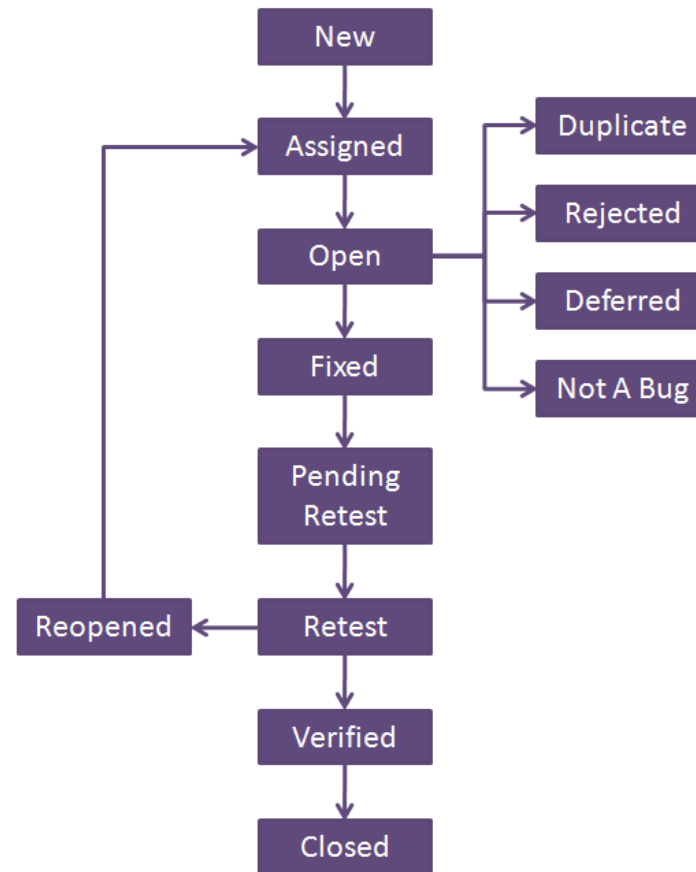 New
Assigned
Duplicate
Rejected
Open
Deferred
Fixed
Not A Bug
Pending
Retest
Reopened
Retest
Verified
Closed